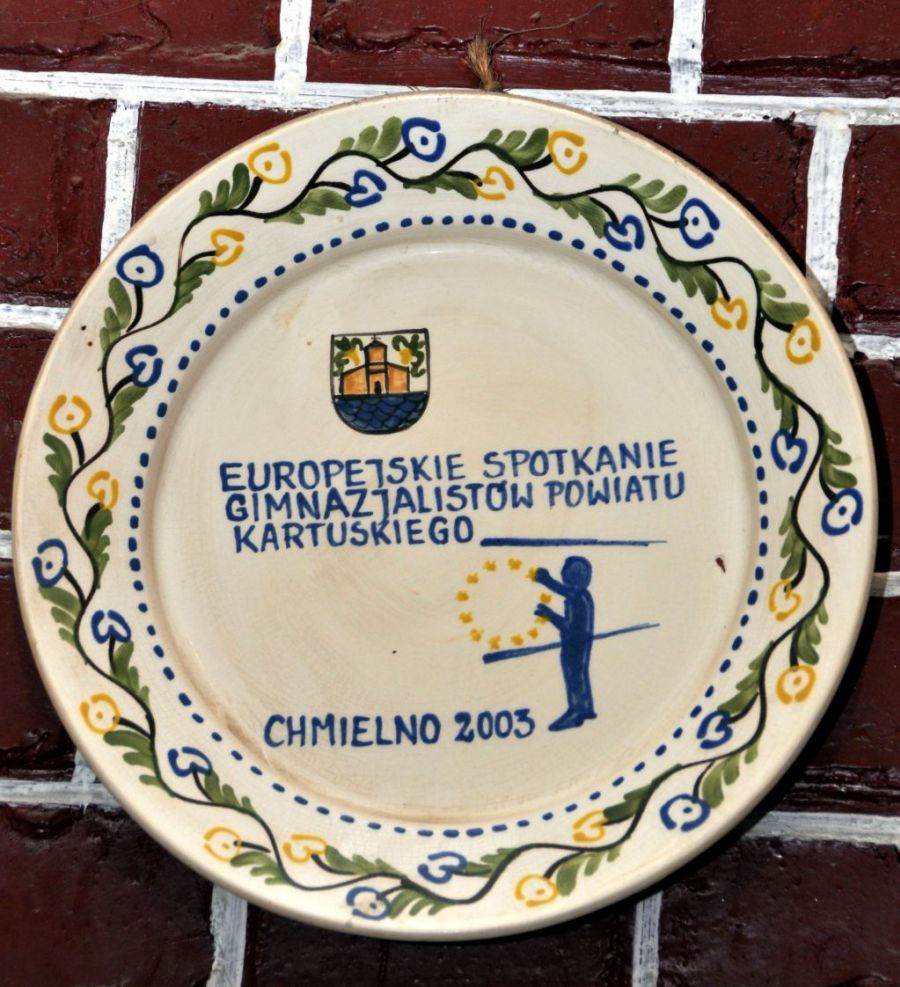 EUROPEJSKIE SPOTKANIE
GIMNAZJALISTÓW POWIATU
KARTUSKIEGO
CHMIELNO 2003